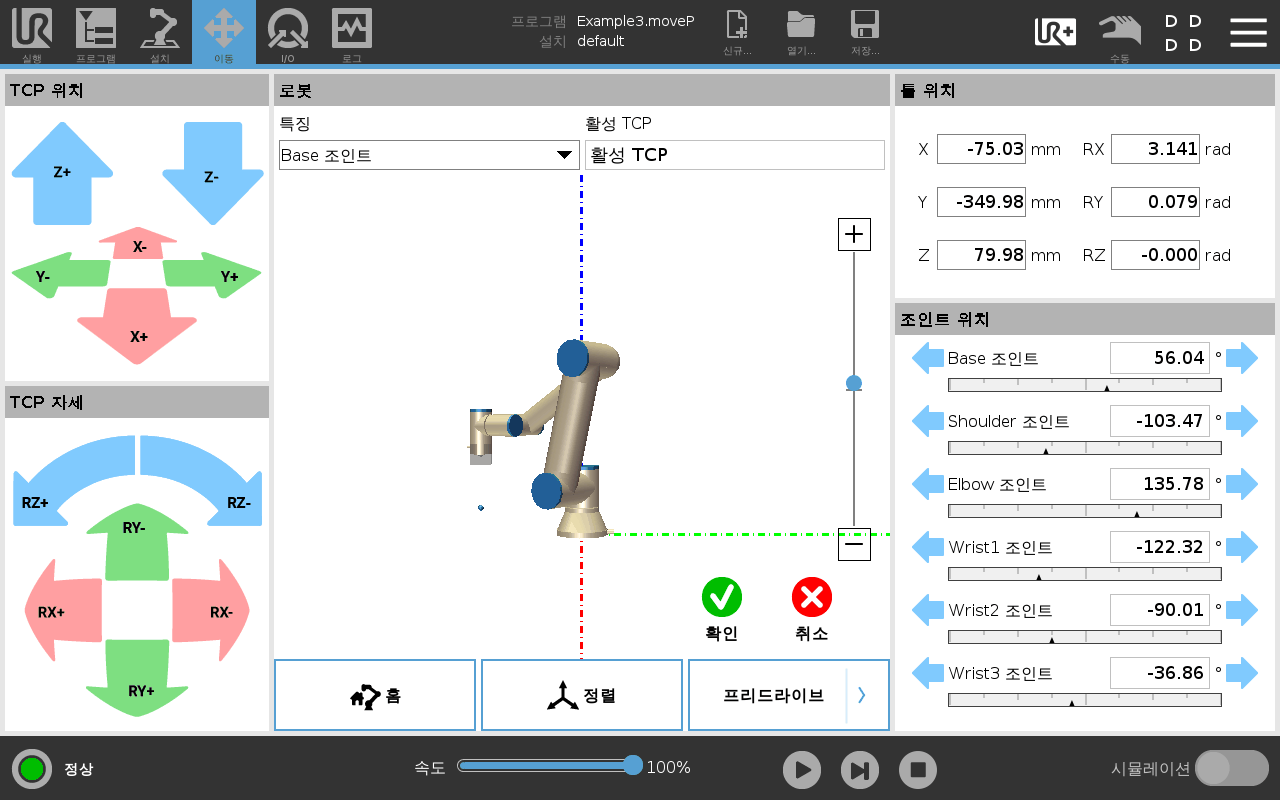 실행
프로그램
설치
이동
I/O
로그
프로그램 Example3.moveP
설치 default
신규...
열기...
저장...
UR+
수동
D D
D D
TCP 위치
Z+
Z-
X-
Y-
Y+
X+
TCP 자세
RZ+
RZ-
RY-
RX+
RX-
RY+
로봇
특징
활성 TCP
Base 조인트
활성 TCP
확인
취소
홈
정렬
프리드라이브
툴 위치
X -75.03 mm RX 3.141 rad
Y -349.98 mm RY 0.079 rad
Z 79.98 mm RZ -0.000 rad
조인트 위치
Base 조인트 56.04 °
Shoulder 조인트 -103.47 °
Elbow 조인트 135.78 °
Wrist1 조인트 -122.32 °
Wrist2 조인트 -90.01 °
Wrist3 조인트 -36.86 °
정상
속도 100%
시뮬레이션